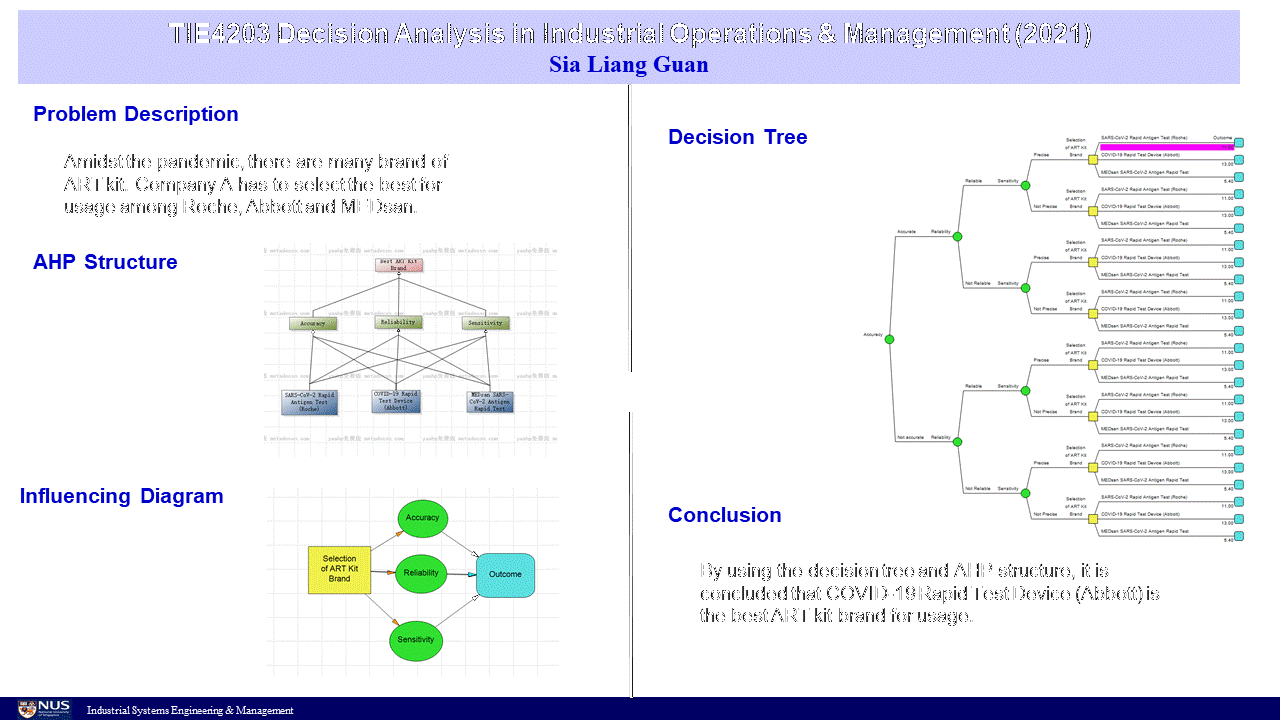 TIE4203 Decision Analysis in Industrial Operations & Management (2021)
Sia Liang Guan
Problem Description
Amidst the pandemic, there are many brand of
ART kit. Company A has to select the best for
usage among Roche, Abbott and
AHP Structure
Best ART Kit
Brand
Accuracy
Reliability
Sensitivity
SARS-CoV-2 Rapid
Antigen Test
(Roche)
COVID-19 Rapid
Test Device
(Abbott)
MEDsan SARS-
CoV-2 Antigen
Rapid Test
Influencing Diagram
Selection
of ART Kit
Brand
Accuracy
Reliability
Sensitivity
Outcome
Decision Tree
Accuracy
Accurate Reliability
Reliable Sensitivity
Precise
Selection
of ART Kit
Brand
SARS-CoV-2 Rapid Antigen Test (Roche) Outcome
COVID-19 Rapid Test Device (Abbott)
13.00
MEDsan SARS-CoV-2 Antigen Rapid Test
5.40
Not Precise
Selection
of ART Kit
Brand
SARS-CoV-2 Rapid Antigen Test (Roche)
11.00
COVID-19 Rapid Test Device (Abbott)
13.00
MEDsan SARS-CoV-2 Antigen Rapid Test
5.40
Not Reliable Sensitivity
Precise
Selection
of ART Kit
Brand
SARS-CoV-2 Rapid Antigen Test (Roche)
11.00
COVID-19 Rapid Test Device (Abbott)
13.00
MEDsan SARS-CoV-2 Antigen Rapid Test
5.40
Not Precise
Selection
of ART Kit
Brand
SARS-CoV-2 Rapid Antigen Test (Roche)
11.00
COVID-19 Rapid Test Device (Abbott)
13.00
MEDsan SARS-CoV-2 Antigen Rapid Test
5.40
Not accurate Reliability
Reliable Sensitivity
Precise
Selection
of ART Kit
Brand
SARS-CoV-2 Rapid Antigen Test (Roche)
11.00
COVID-19 Rapid Test Device (Abbott)
13.00
MEDsan SARS-CoV-2 Antigen Rapid Test
5.40
Not Precise
Selection
of ART Kit
Brand
SARS-CoV-2 Rapid Antigen Test (Roche)
11.00
COVID-19 Rapid Test Device (Abbott)
13.00
MEDsan SARS-CoV-2 Antigen Rapid Test
5.40
Not Reliable Sensitivity
Precise
Selection
of ART Kit
Brand
SARS-CoV-2 Rapid Antigen Test (Roche)
11.00
COVID-19 Rapid Test Device (Abbott)
13.00
MEDsan SARS-CoV-2 Antigen Rapid Test
5.40
Not Precise
Selection
of ART Kit
Brand
SARS-CoV-2 Rapid Antigen Test (Roche)
11.00
COVID-19 Rapid Test Device (Abbott)
13.00
MEDsan SARS-CoV-2 Antigen Rapid Test
5.40
Conclusion
By using the decision tree and AHP structure, it is
concluded that COVID-19 Rapid Test Device (Abbott) is
the best ART kit brand for usage.
NUS
National University
of Singapore
Industrial Systems Engineering & Management